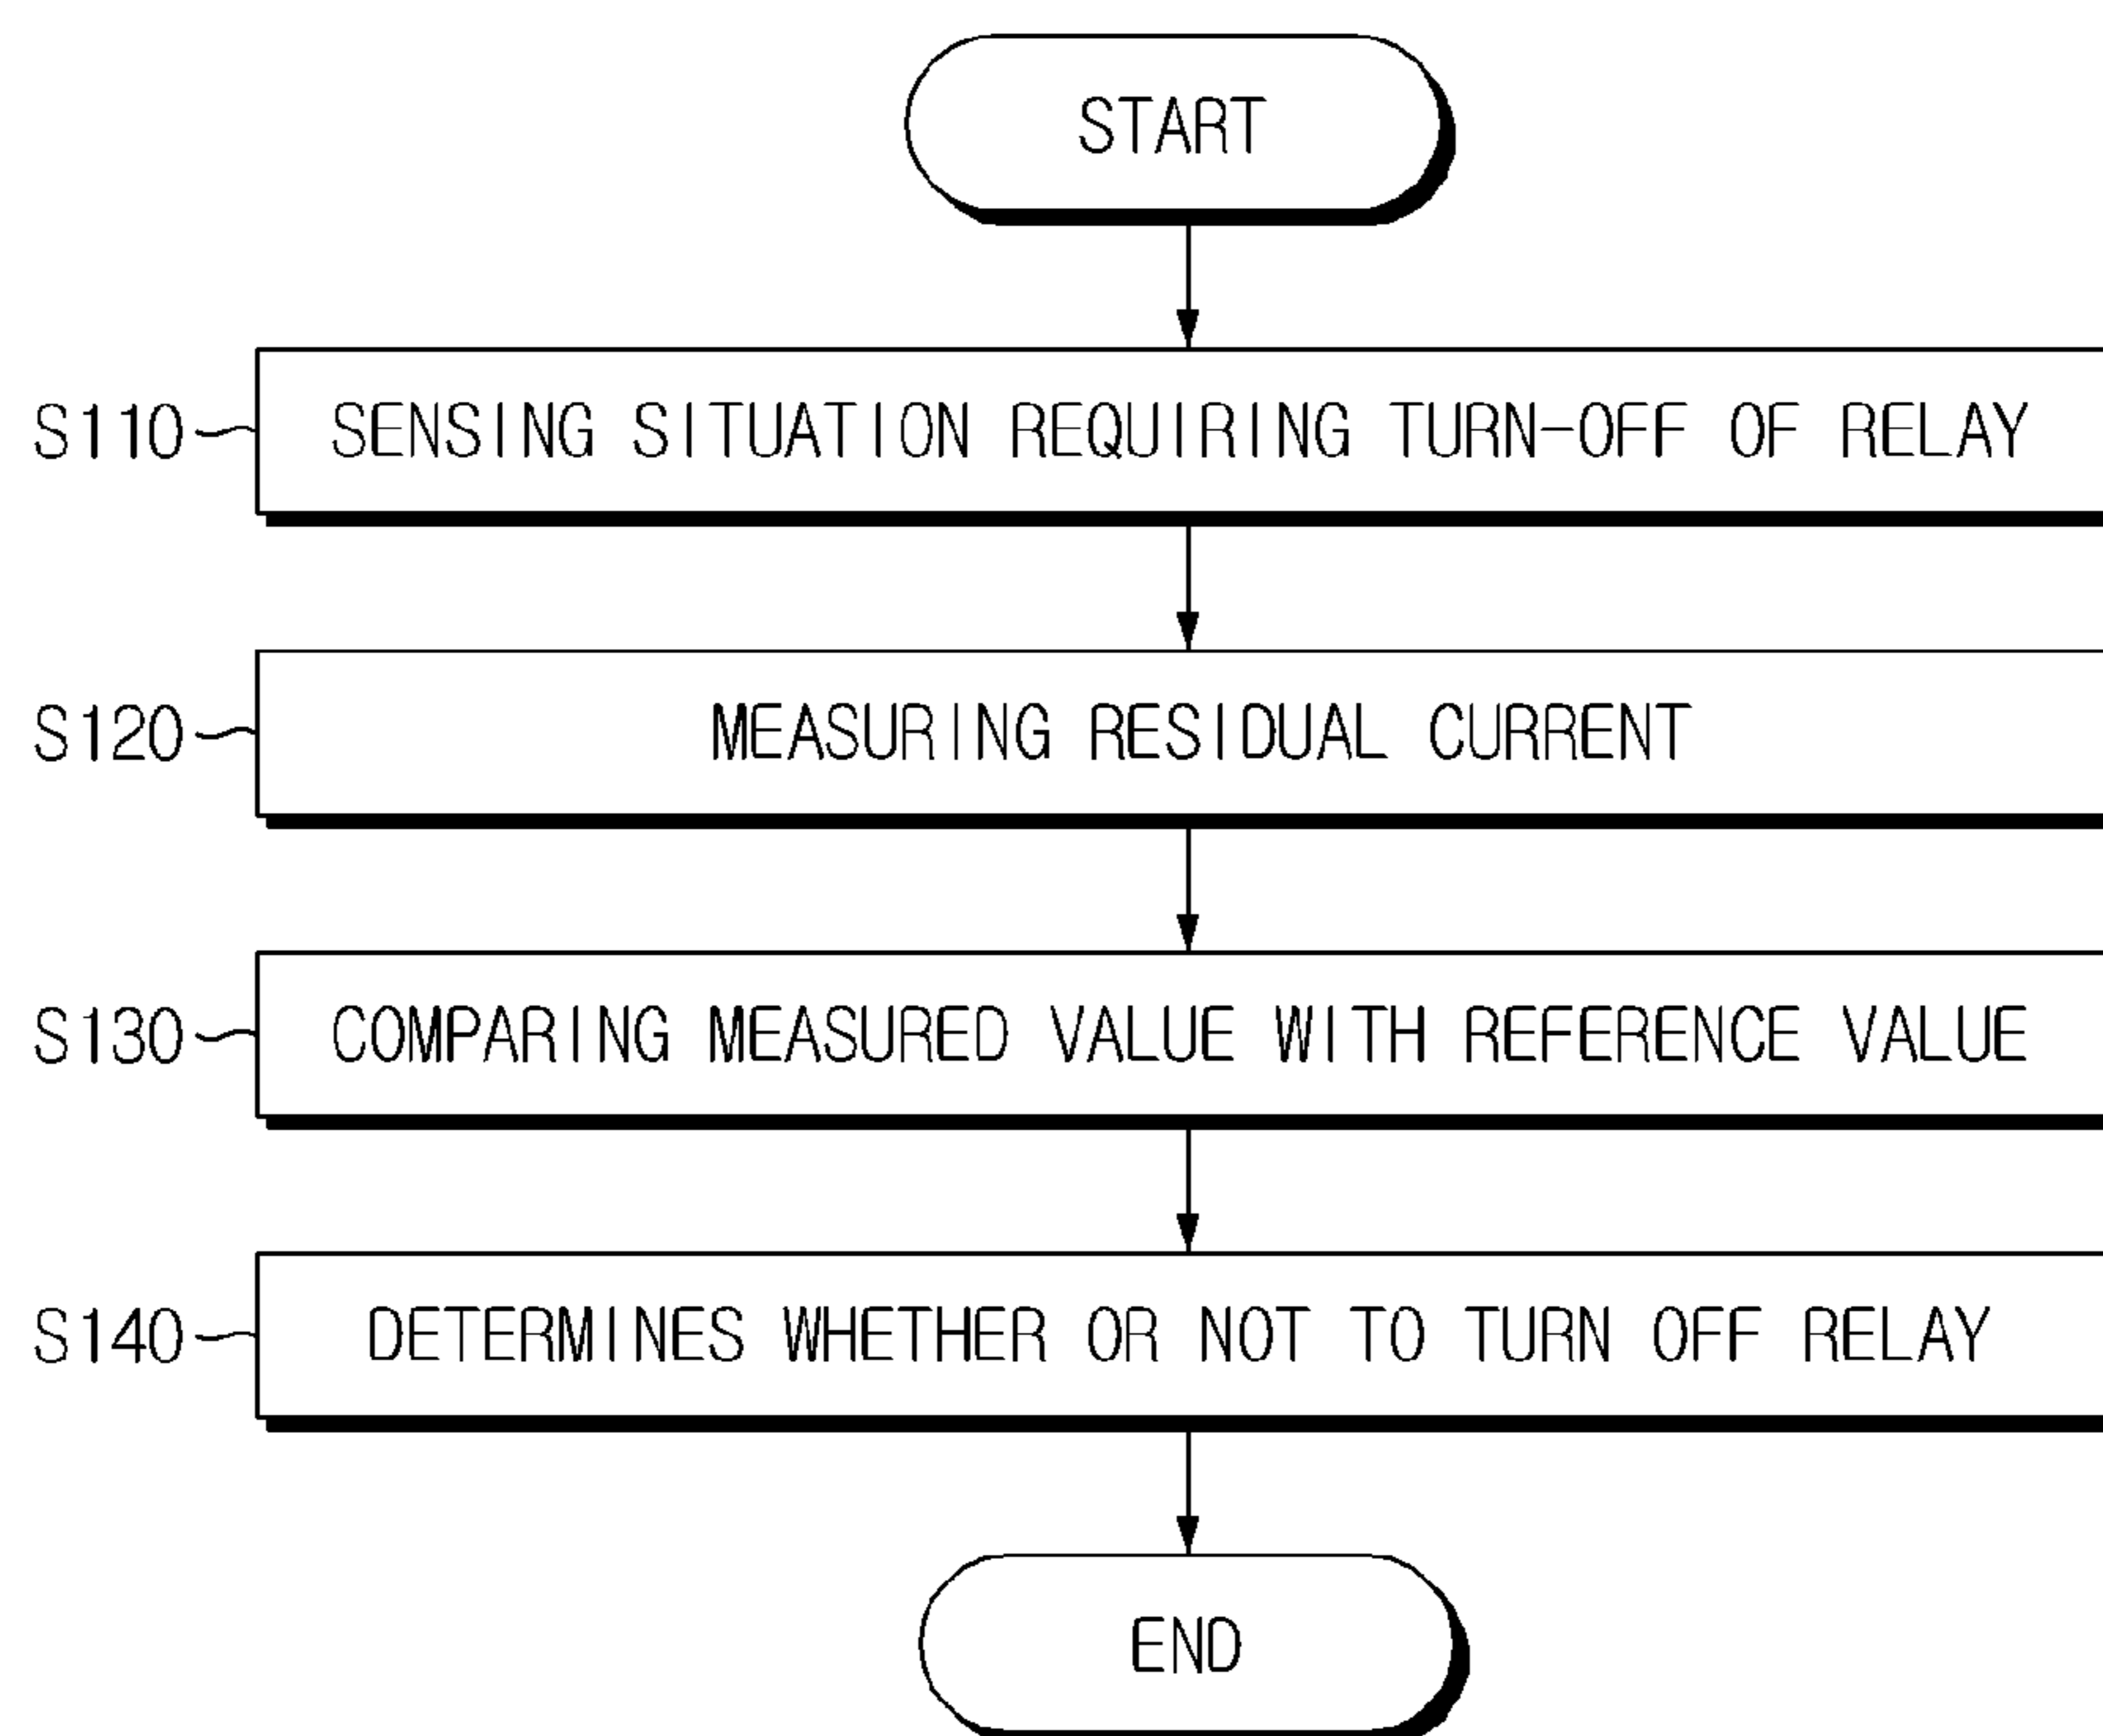 START
S110 SENSING SITUATION REQUIRING TURN-OFF OF RELAY
S120 MEASURING RESIDUAL CURRENT
S130 COMPARING MEASURED VALUE WITH REFERENCE VALUE
S140 DETERMINES WHETHER OR NOT TO TURN OFF RELAY
END